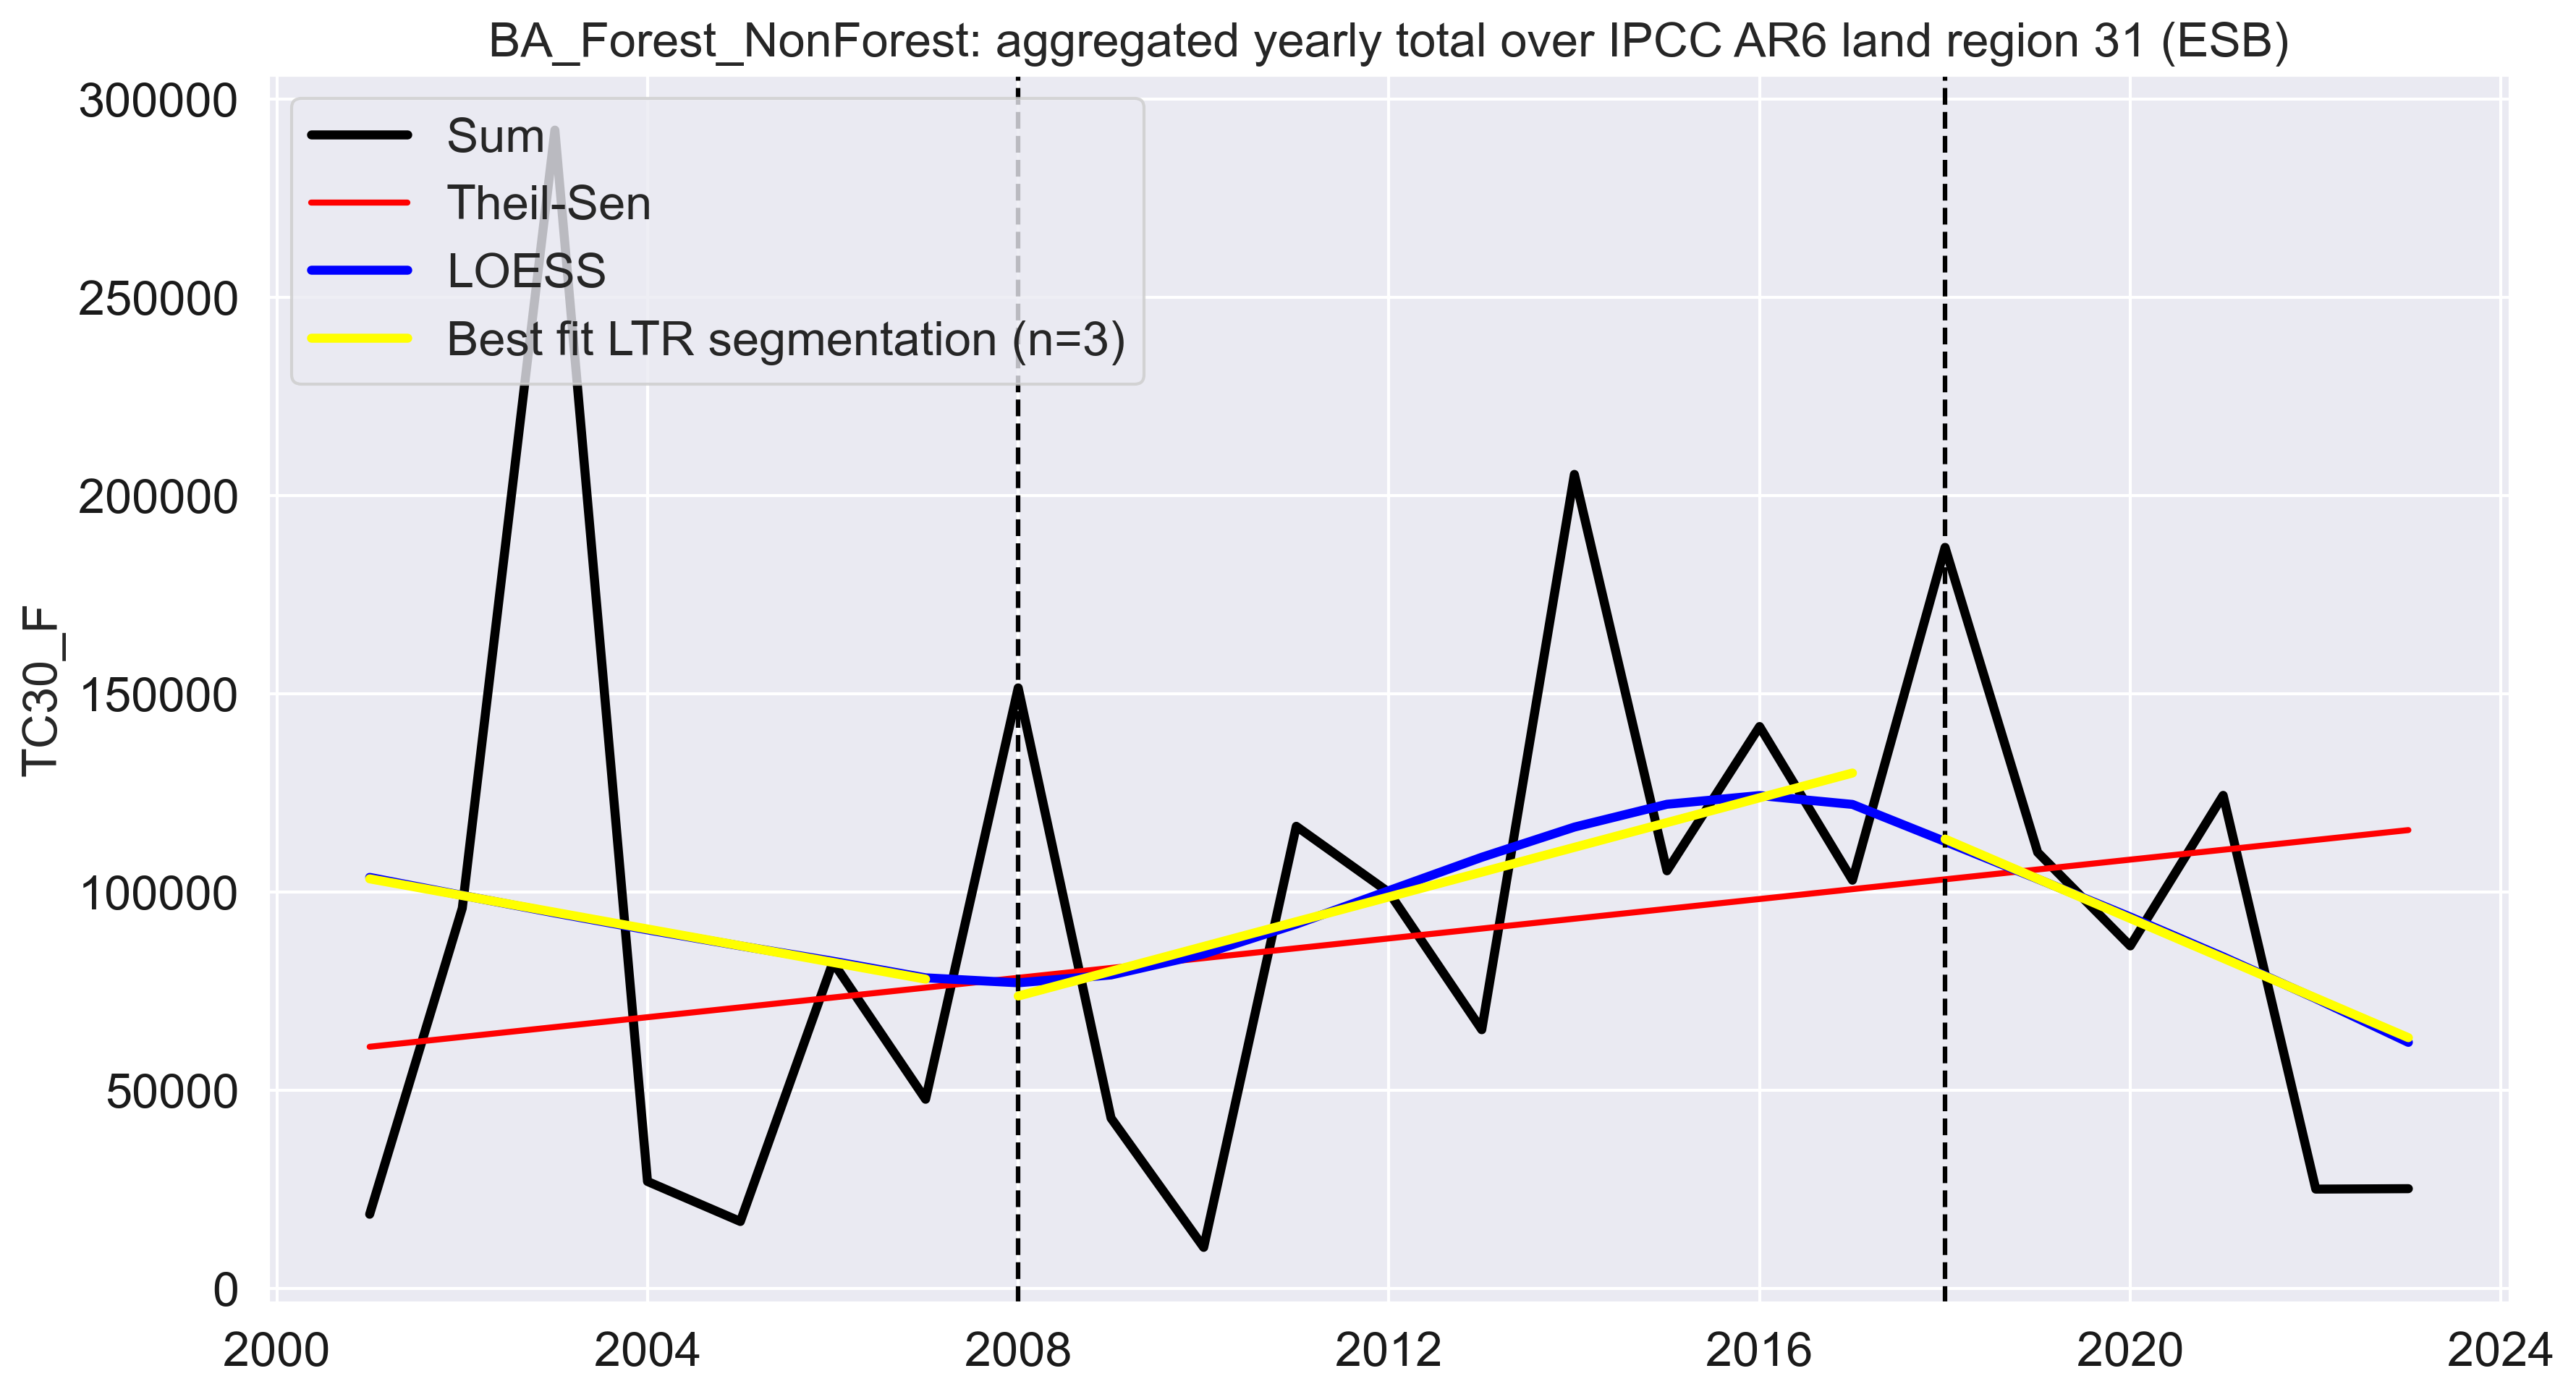 BA_Forest_NonForest: aggregated yearly total over IPCC AR6 land region 31 (ESB)
300000
250000
200000
150000
100000
50000
0
TC30_F
Sum
Theil-Sen
LOESS
Best fit LTR segmentation (n=3)
2000 2004 2008 2012 2016 2020 2024